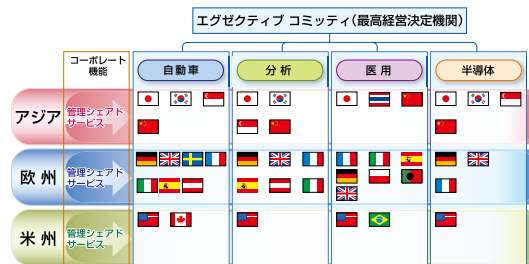 エグゼクティブ コミッティ(最高経営決定機関)
コーポレート
機能
自動車
分析
医用
半導体
アジア
管理シェアド
サービス
欧州
管理シェアド
サービス
米州
管理シェアド
サービス